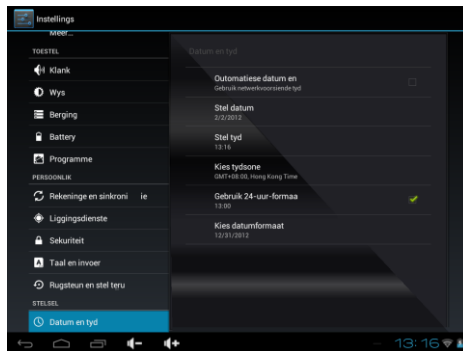 Instellings
Meer...
TOESTEL
Klank
Wys
Berging
Battery
Programme
PERSOONLIK
Rekeninge en sinkroni ie
Liggingsdienste
Sekuriteit
Taal en invoer
Rugsteun en stel teru
STELSEL
Datum en tyd
Datum en tyd
Outomatiese datum en
Gebruik netwerkvoorsiende tyd
Stel datum
2/2/2012
Stel tyd
13:16
Kies tydsone
GMT+08:00, Hong Kong Time
Gebruik 24-uur-formaa
13:00
Kies datumformaat
12/31/2012
13:16